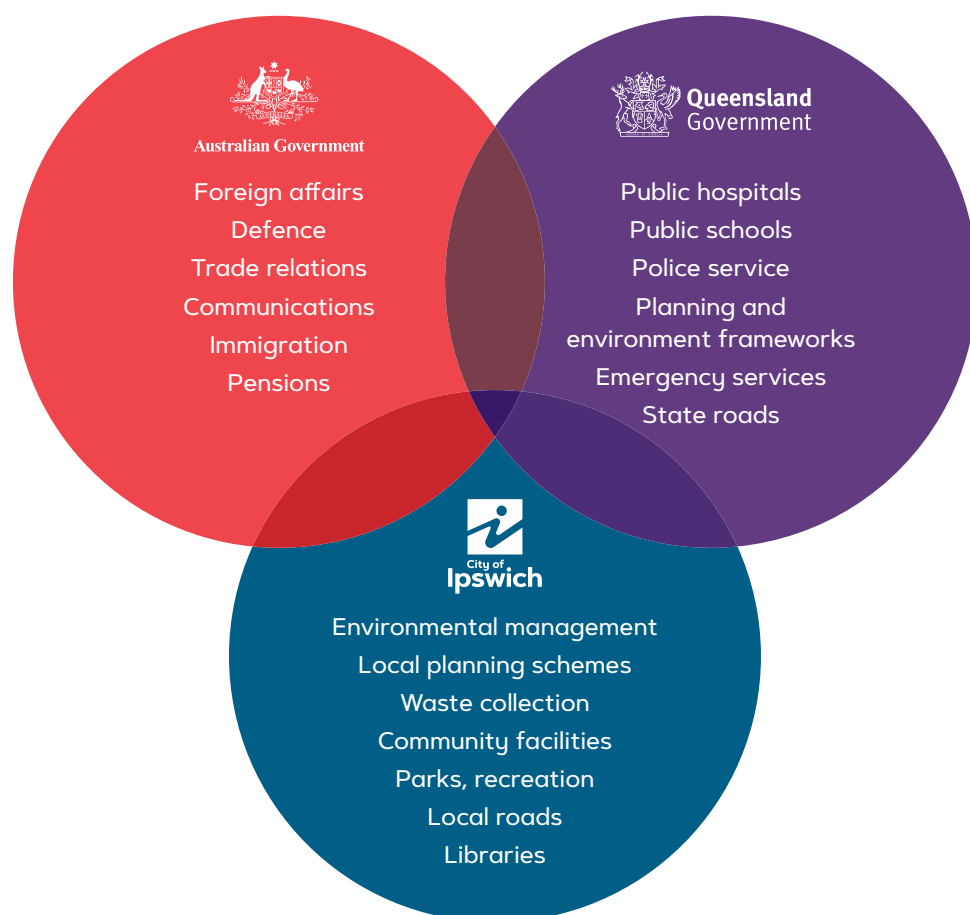 Australian Government
Foreign affairs
Defence
Trade relations
Communications
Immigration
Pensions
Queensland
Government
Public hospitals
Public schools
Police service
Planning and
environment frameworks
Emergency services
State roads
City of
Ipswich
Environmental management
Local planning schemes
Waste collection
Community facilities
Parks, recreation
Local roads
Libraries